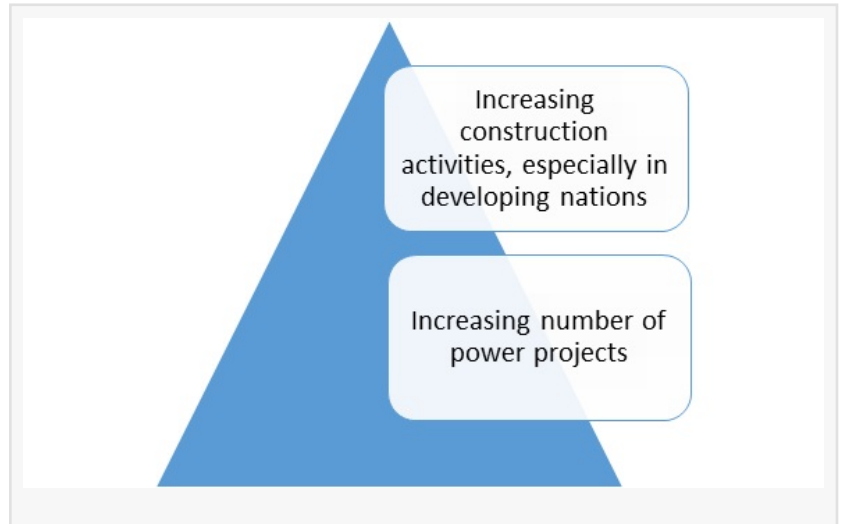 Increasing
construction
activities, especially in
developing nations
Increasing number of
power projects